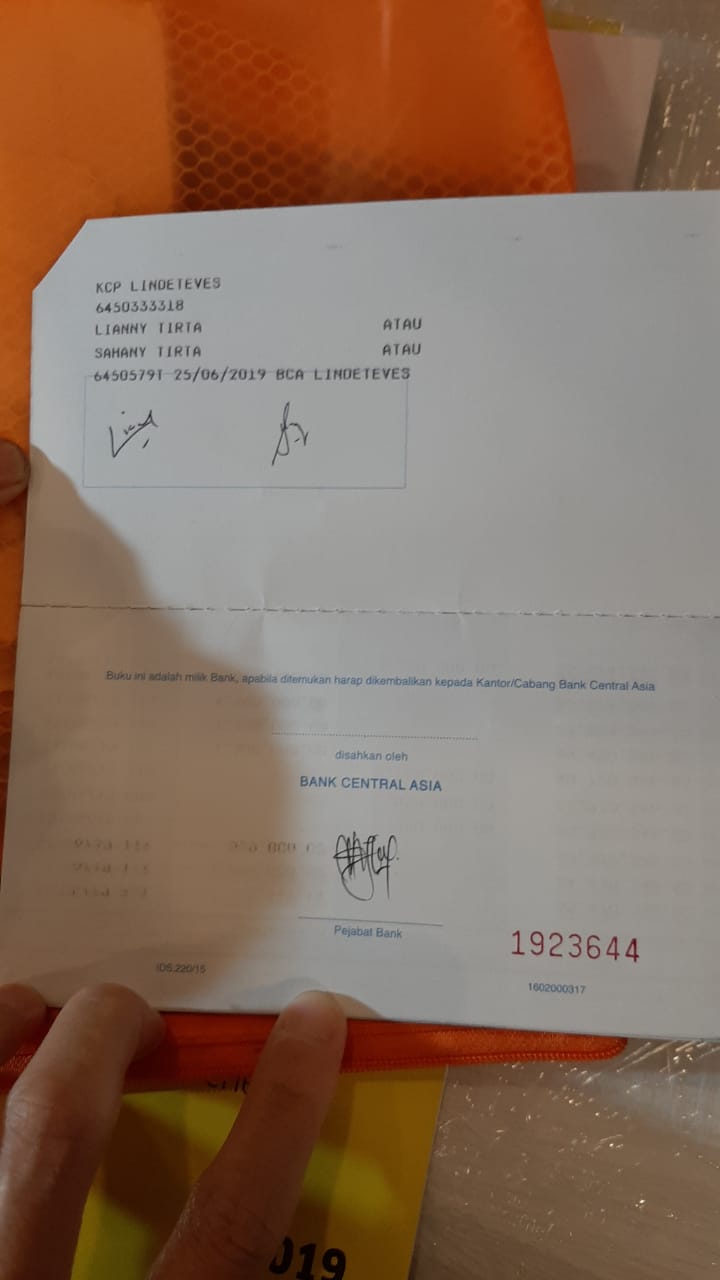 KCP LINDETEVES
6450333318
LIANNY TIRTA ATAU
SAHANY TIRTA ATAU
6450579T 25/06/2019 BCA LINDETEVES
Buku ini adalah milik Bank, apabila ditemukan harap dikembalikan kepada Kantor/Cabang Bank Central Asia
disahkan oleh
BANK CENTRAL ASIA
Pejabat Bank
1923644
IDS.220/15
1602000317
019